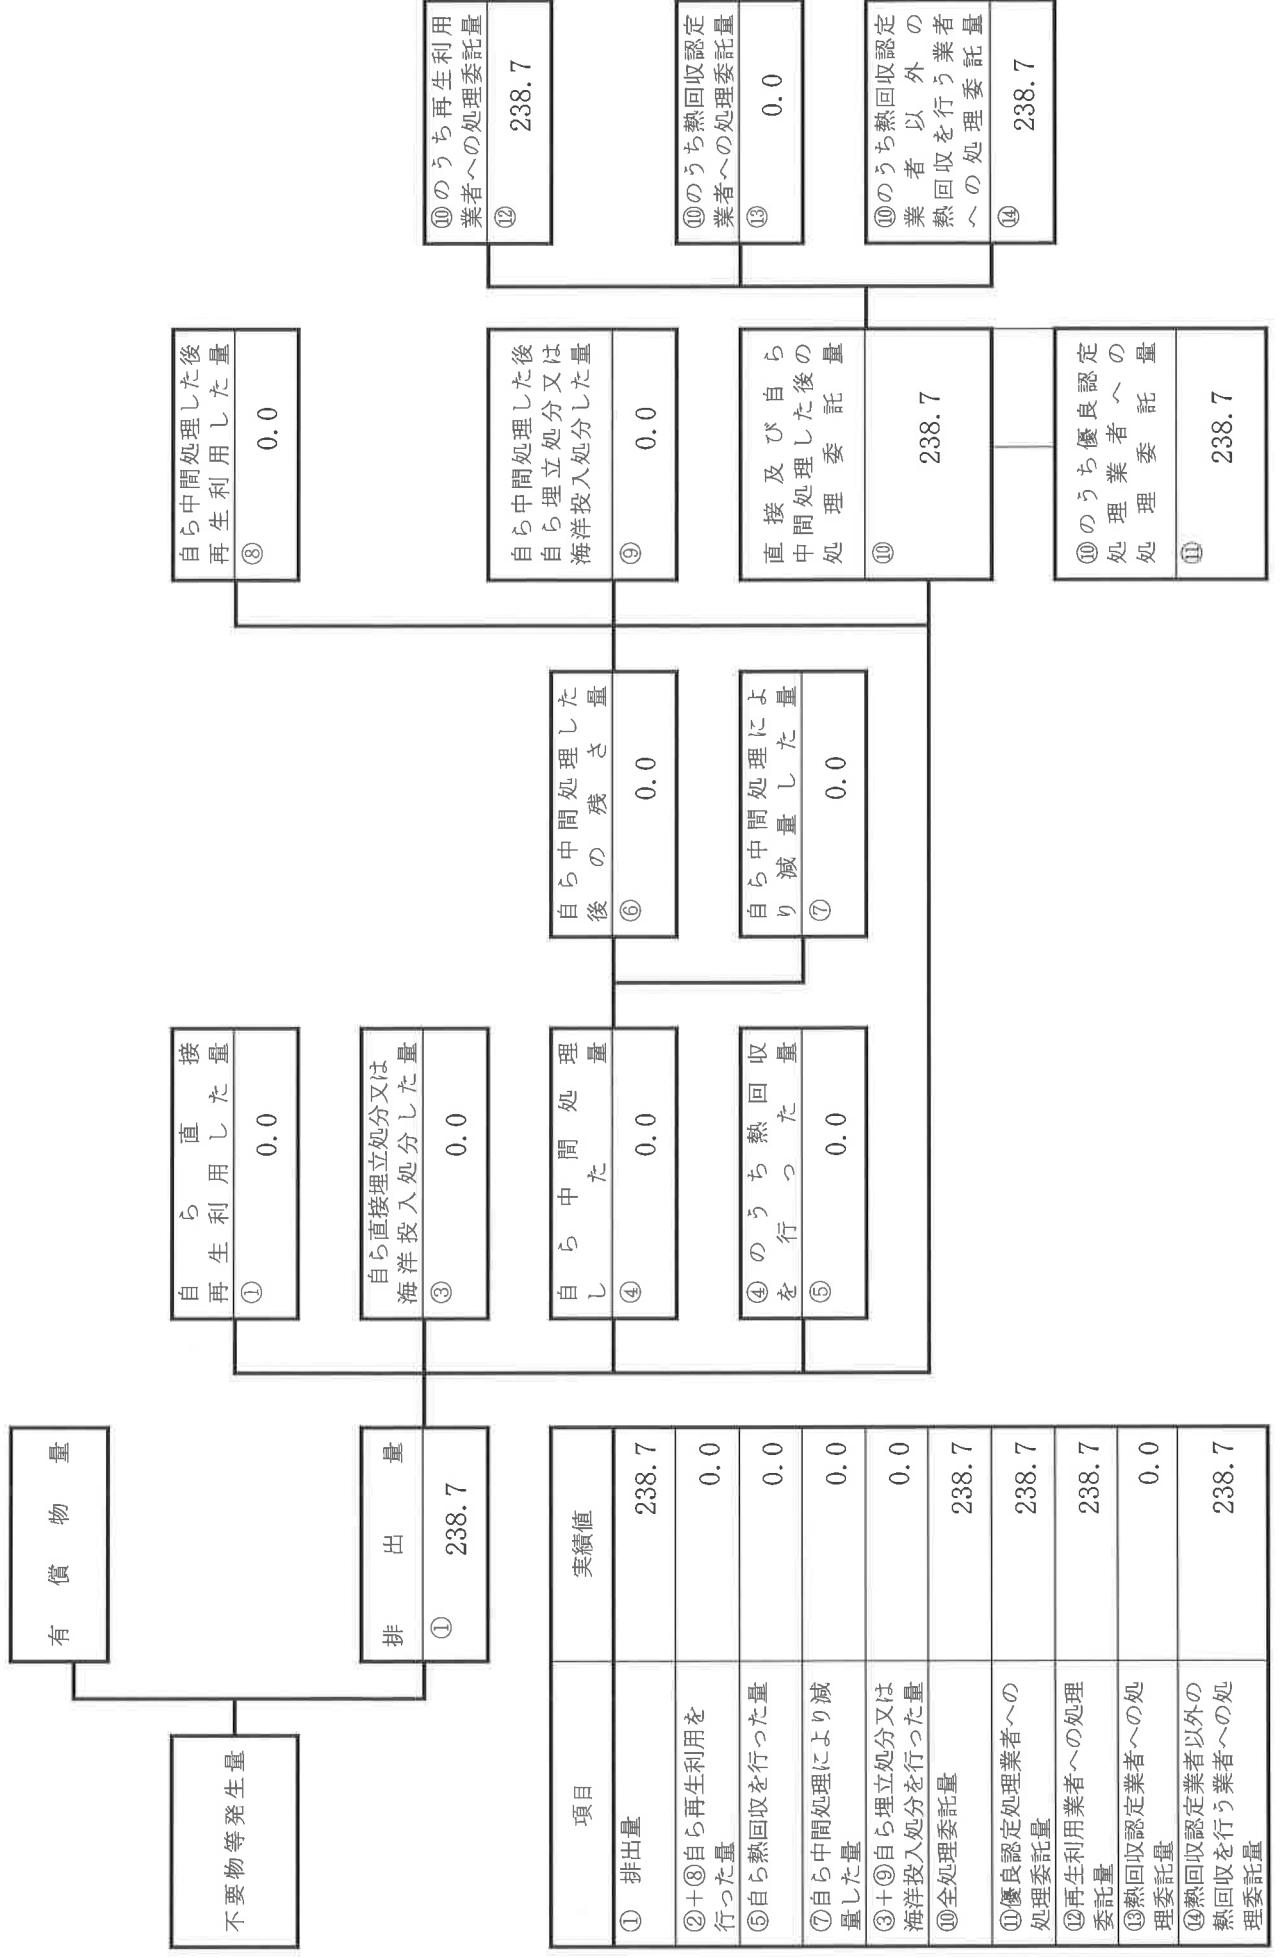 不要物等発生量
有償物量
排出量
① 238.7
自ら直接
再生利用した量
① 0.0
自ら直接埋立処分又は
海洋投入処分した量
③ 0.0
自ら中間処理
した量
④ 0.0
④のうち熱回収
を行った量
⑤ 0.0
自ら中間処理した
後の残さ量
⑥ 0.0
自ら中間処理によ
り減量した量
⑦ 0.0
自ら中間処理した後
再生利用した量
⑧ 0.0
自ら中間処理した後
自ら埋立処分又は
海洋投入処分した量
⑨ 0.0
直接及び自ら
中間処理した後の
処理委託量
⑩ 238.7
⑩のうち優良認定
処理業者への
処理委託量
⑪ 238.7
⑩のうち再生利用
業者への処理委託量
⑫ 238.7
⑩のうち熱回収認定
業者への処理委託量
⑬ 0.0
⑩のうち熱回収認定
業者以外の
熱回収を行う業者
への処理委託量
⑭ 238.7
項目 実績値
① 排出量 238.7
②＋⑧自ら再生利用を
行った量 0.0
⑤自ら熱回収を行った量 0.0
⑦自ら中間処理により減
量した量 0.0
③＋⑨自ら埋立処分又は
海洋投入処分を行った量 0.0
⑩全処理委託量 238.7
⑪優良認定処理業者への
処理委託量 238.7
⑫再生利用業者への処理
委託量 238.7
⑬熱回収認定業者への処
理委託量 0.0
⑭熱回収認定業者以外の
熱回収を行う業者への処
理委託量 238.7